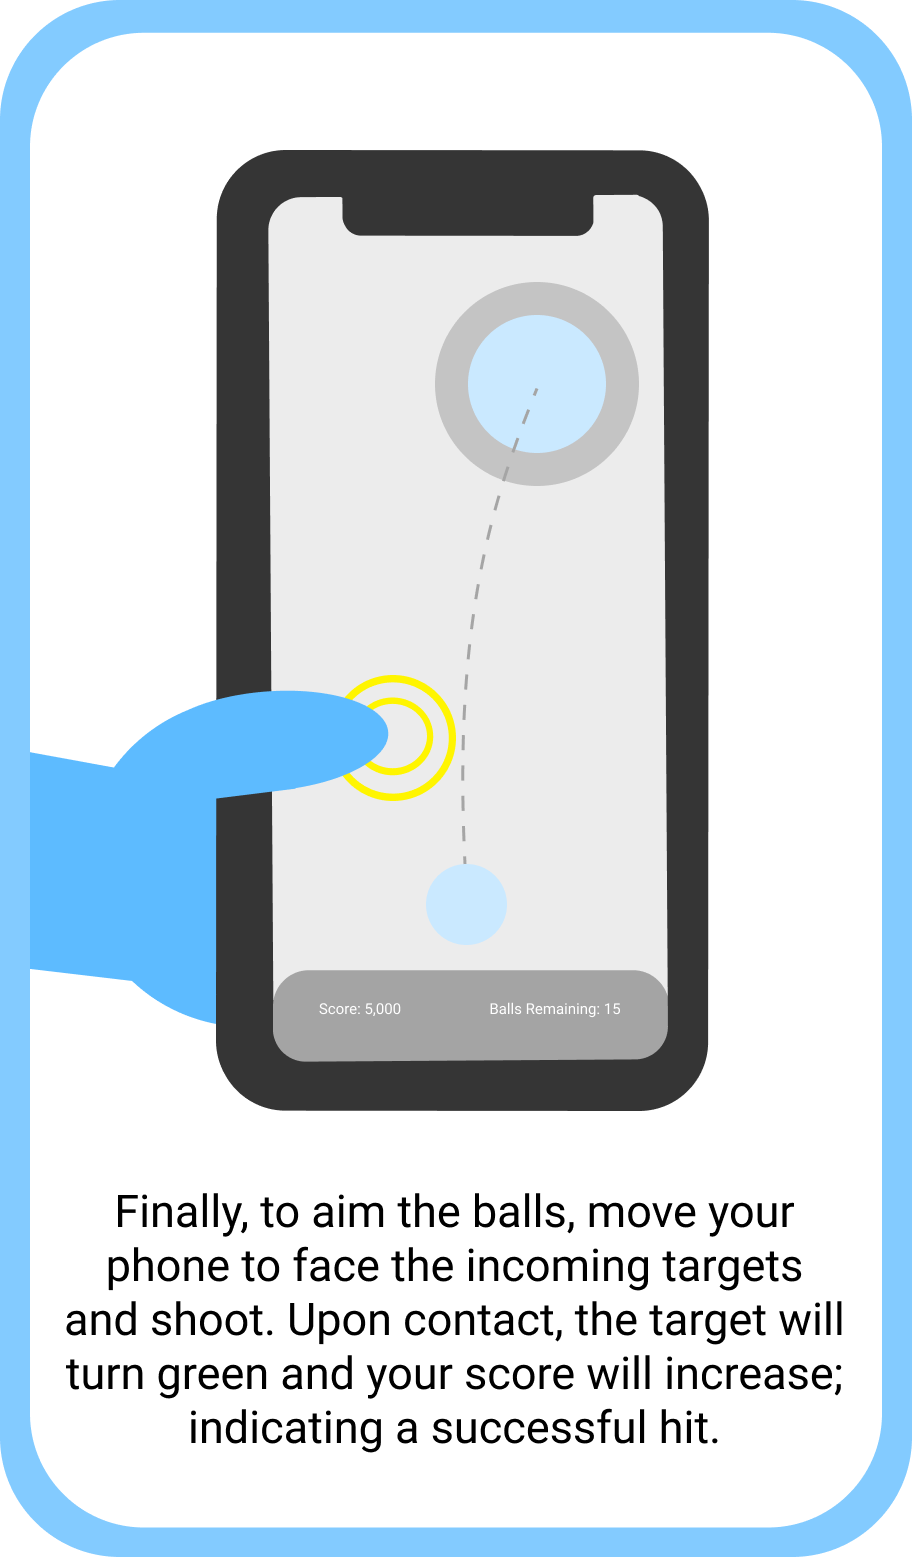 Score: 5,000
Balls Remaining: 15
Finally, to aim the balls, move your
phone to face the incoming targets
and shoot. Upon contact, the target will
turn green and your score will increase;
indicating a successful hit.